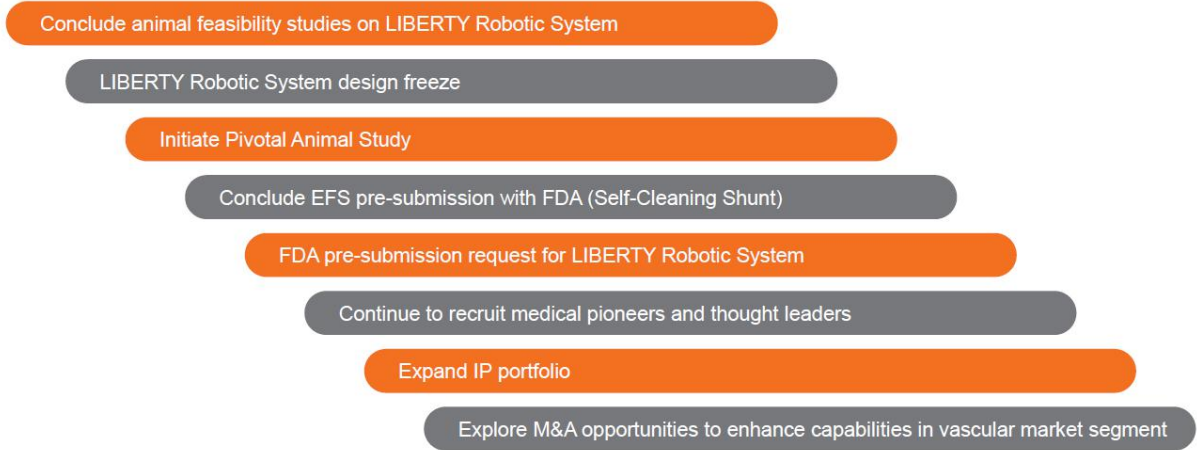 Conclude animal feasibility studies on LIBERTY Robotic System
LIBERTY Robotic System design freeze
Initiate Pivotal Animal Study
Conclude EFS pre-submission with FDA (Self-Cleaning Shunt)
FDA pre-submission request for LIBERTY Robotic System
Continue to recruit medical pioneers and thought leaders
Expand IP portfolio
Explore M&A opportunities to enhance capabilities in vascular market segment